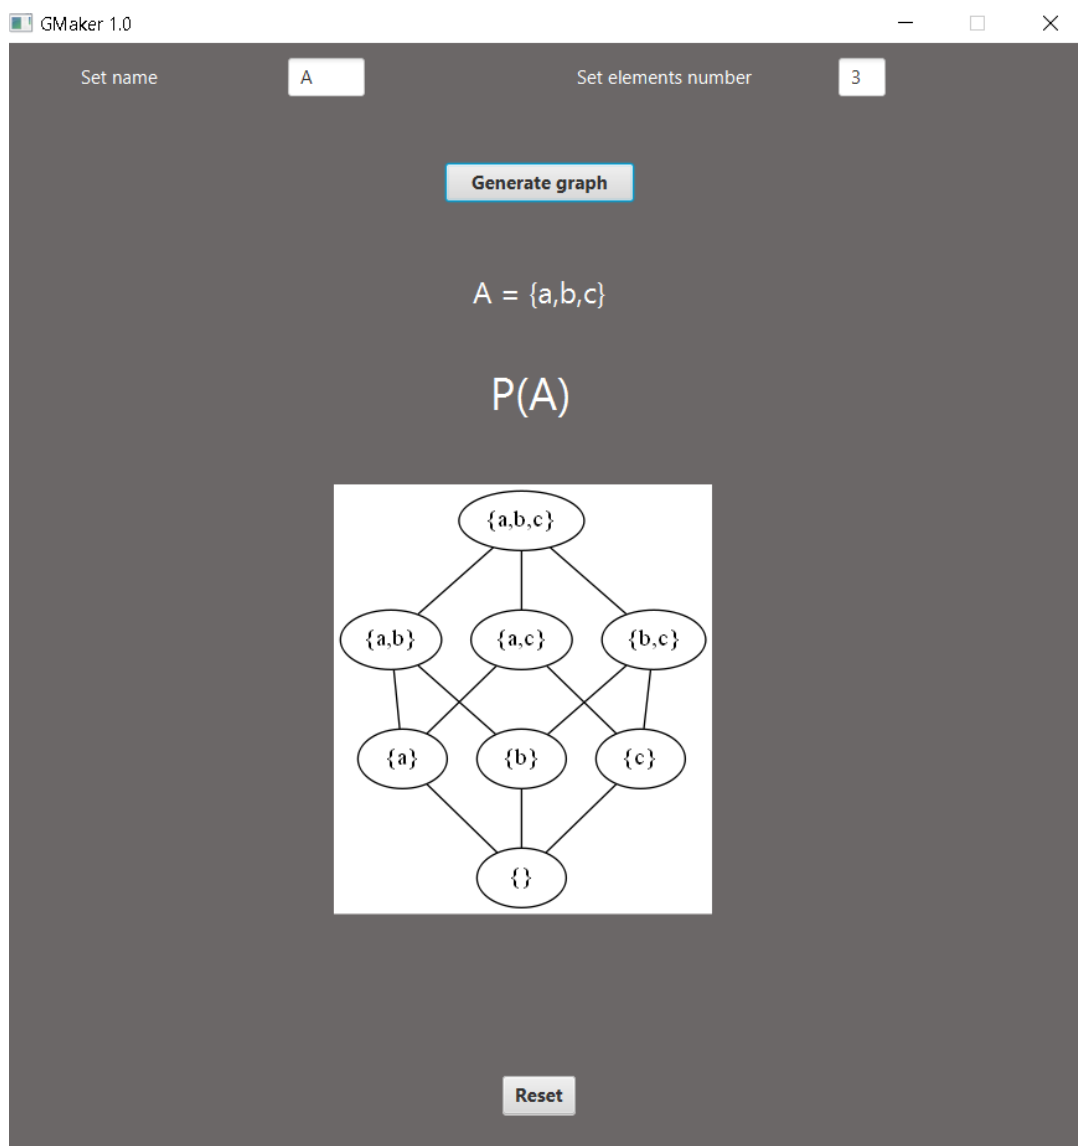 GMaker 1.0
Set name A Set elements number 3
Generate graph
A = {a,b,c}
P(A)
{a,b,c}
{a,b} {a,c} {b,c}
{a} {b} {c}
{}
Reset